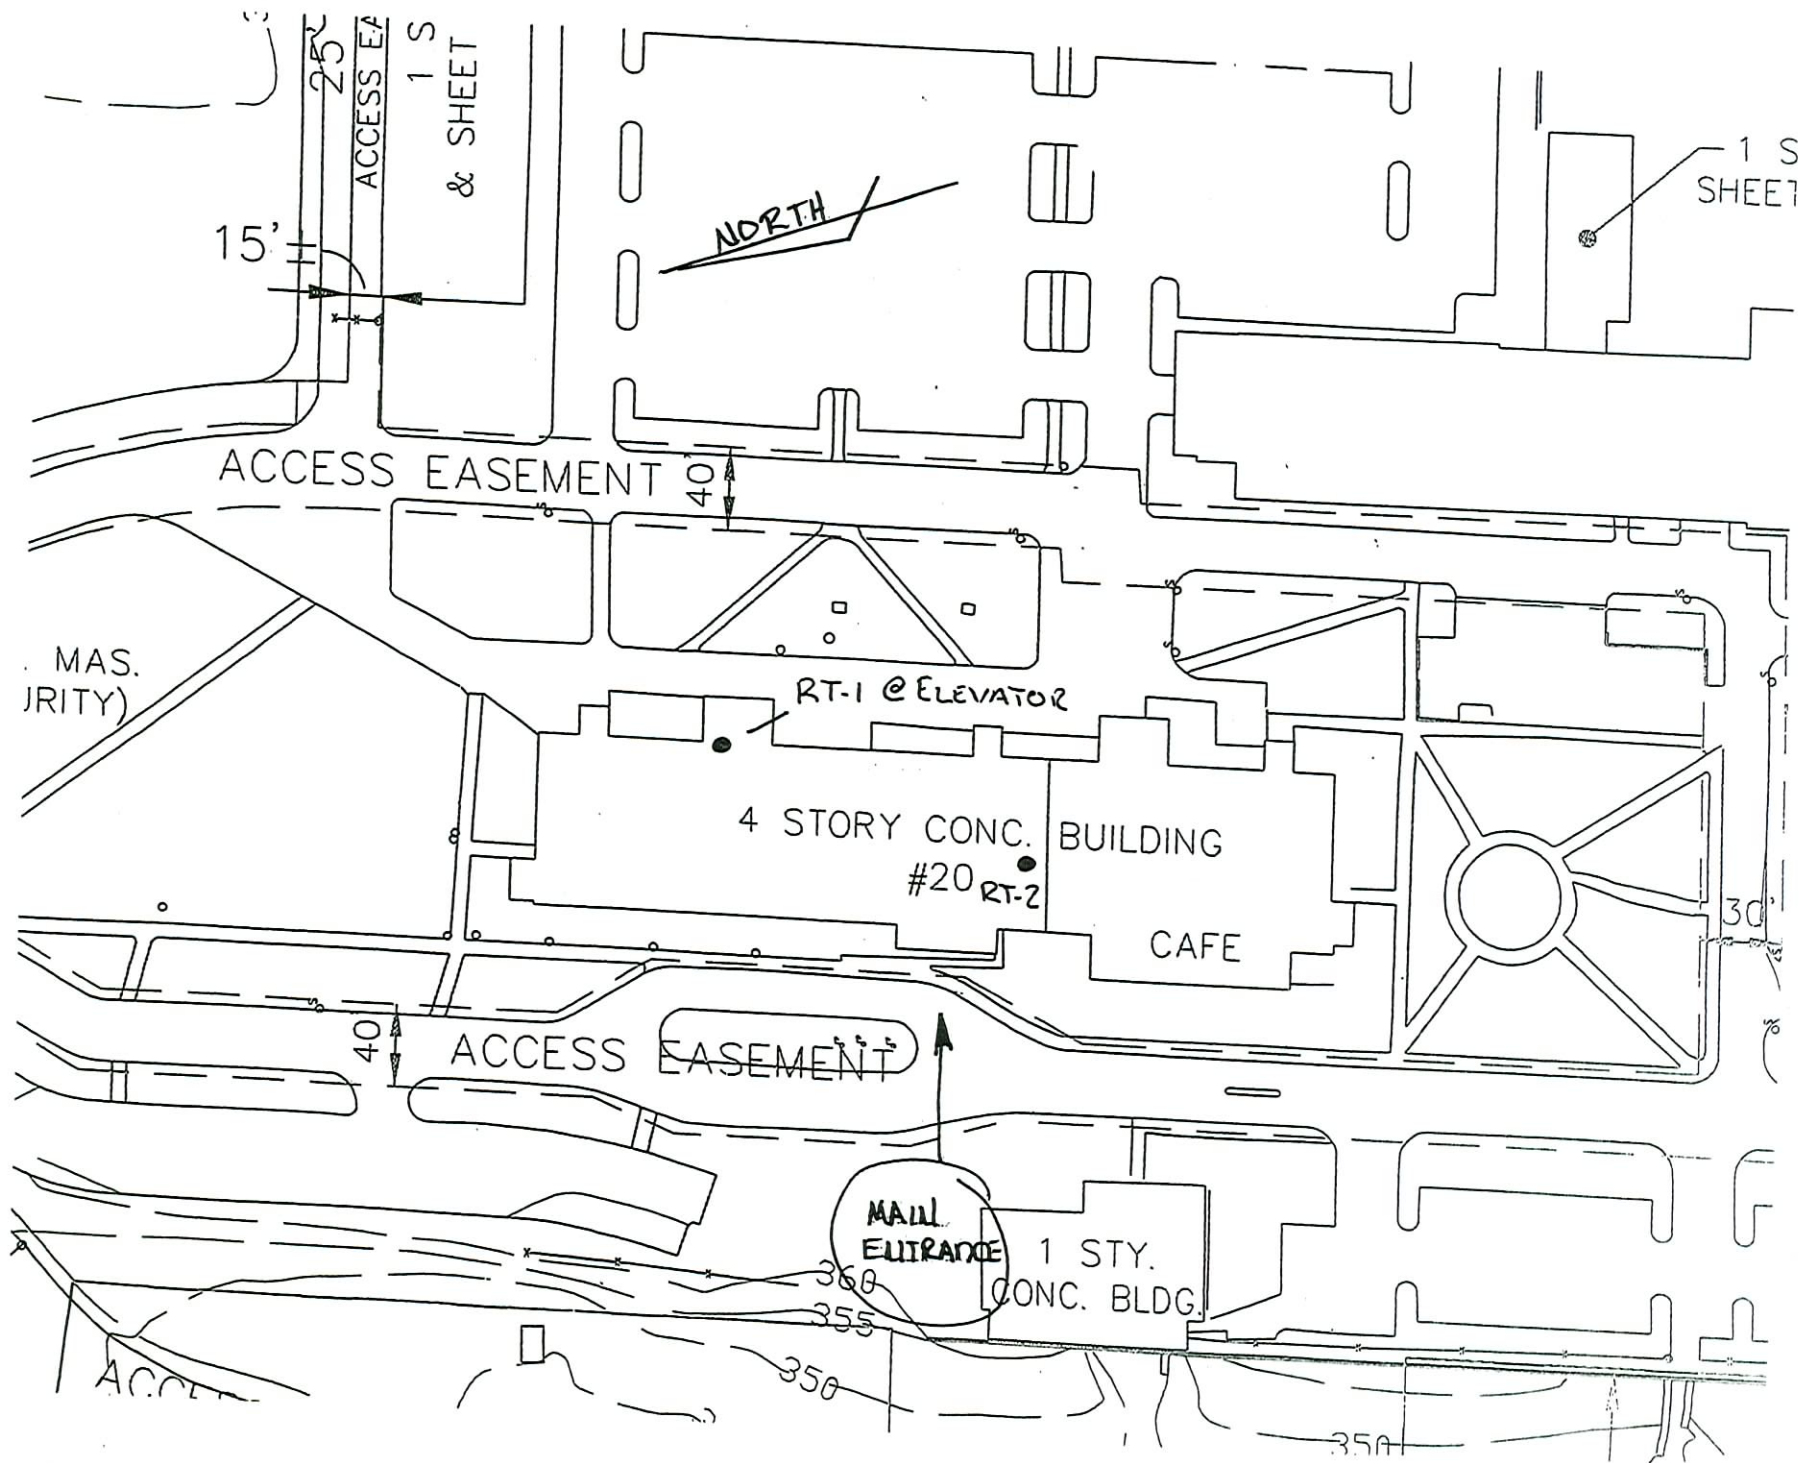 25'
ACCESS EA
1 S
& SHEET
15'
NORTH
1 S
SHEET
ACCESS EASEMENT
40'
. MAS.
URITY)
RT-1 @ ELEVATOR
4 STORY CONC. BUILDING
#20
RT-2
CAFE
30'
40'
ACCESS EASEMENT
MAIN
ENTRANCE
1 STY.
CONC. BLDG.
360
355
350
350